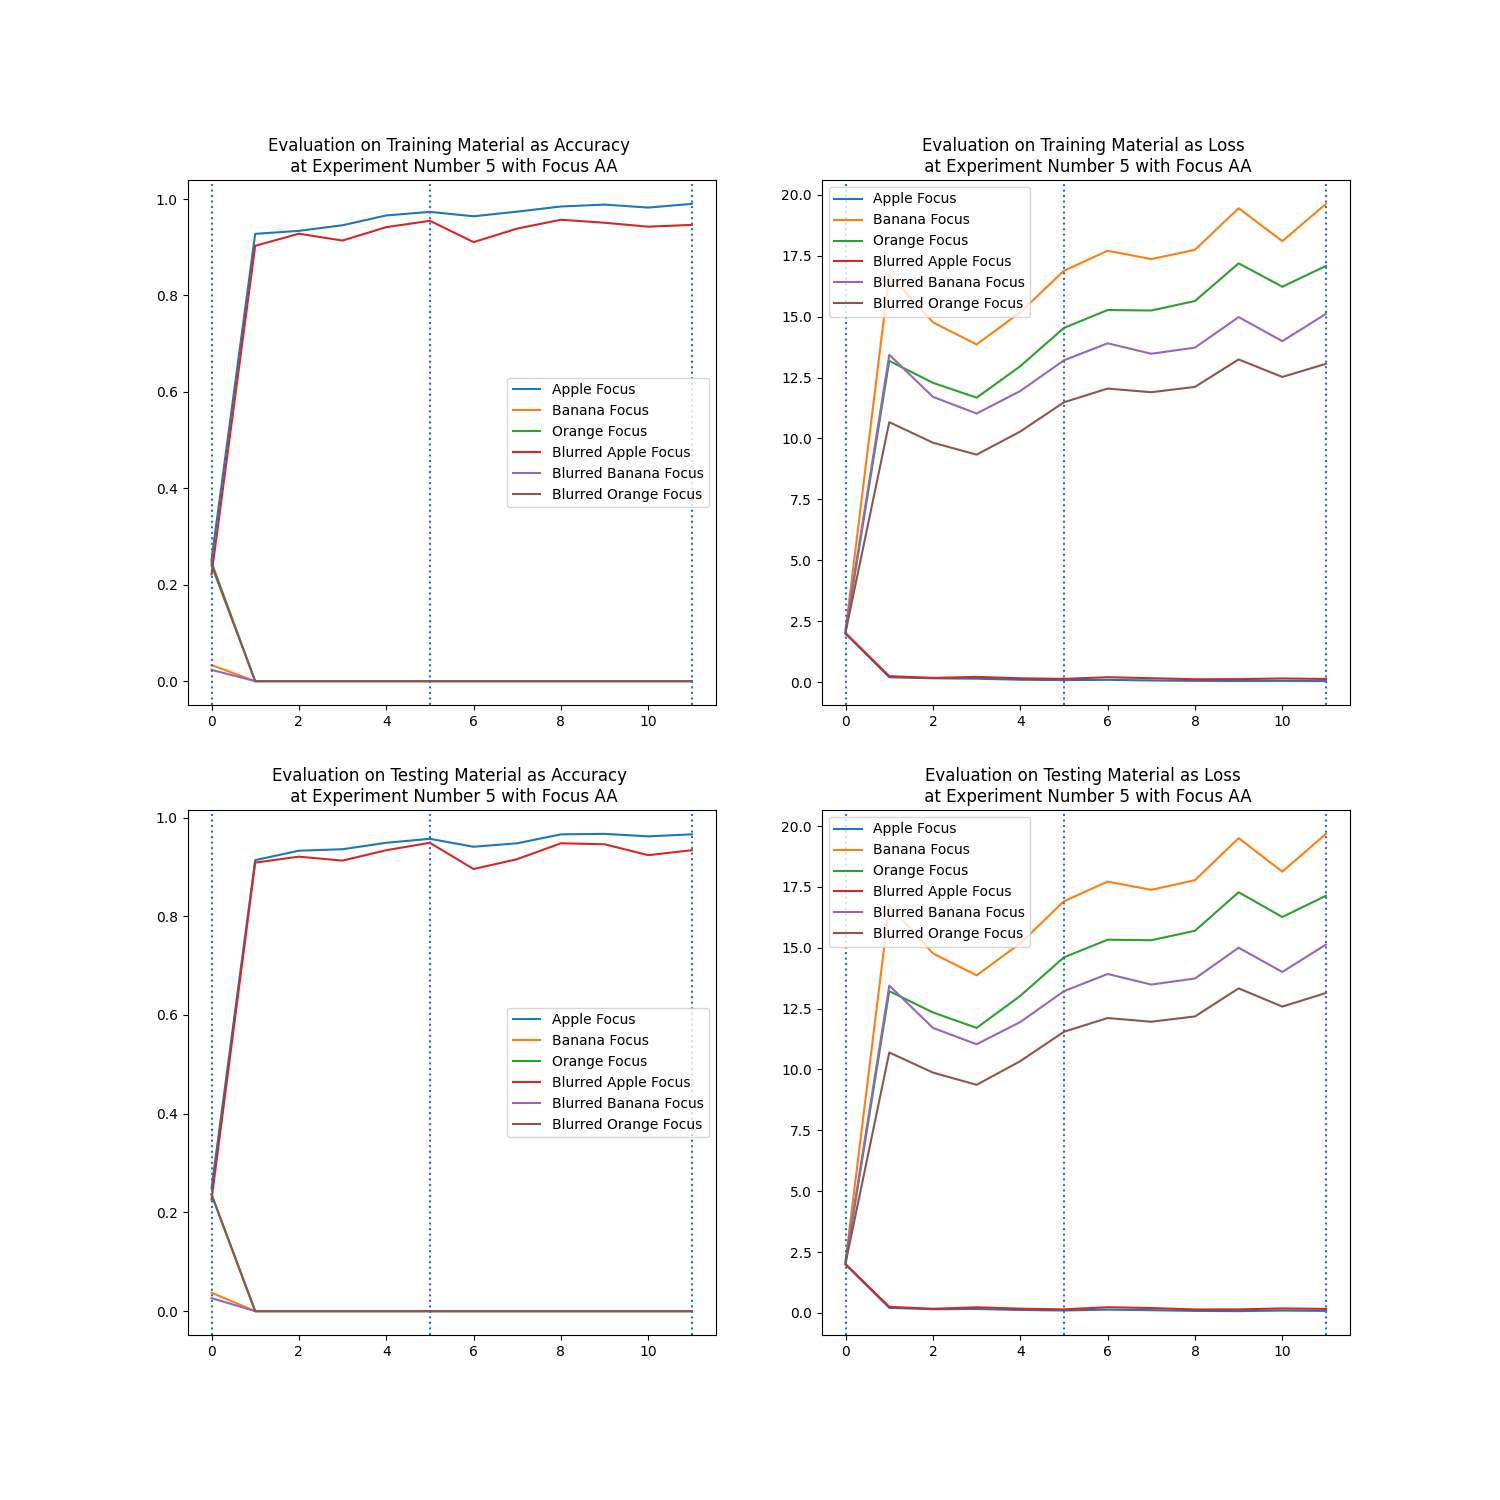 Evaluation on Training Material as Accuracy
at Experiment Number 5 with Focus AA
1.0
0.8
0.6
0.4
0.2
0.0
Apple Focus
Banana Focus
Orange Focus
Blurred Apple Focus
Blurred Banana Focus
Blurred Orange Focus
0 2 4 6 8 10
Evaluation on Training Material as Loss
at Experiment Number 5 with Focus AA
20.0
17.5
15.0
12.5
10.0
7.5
5.0
2.5
0.0
Apple Focus
Banana Focus
Orange Focus
Blurred Apple Focus
Blurred Banana Focus
Blurred Orange Focus
0 2 4 6 8 10
Evaluation on Testing Material as Accuracy
at Experiment Number 5 with Focus AA
1.0
0.8
0.6
0.4
0.2
0.0
Apple Focus
Banana Focus
Orange Focus
Blurred Apple Focus
Blurred Banana Focus
Blurred Orange Focus
0 2 4 6 8 10
Evaluation on Testing Material as Loss
at Experiment Number 5 with Focus AA
20.0
17.5
15.0
12.5
10.0
7.5
5.0
2.5
0.0
Apple Focus
Banana Focus
Orange Focus
Blurred Apple Focus
Blurred Banana Focus
Blurred Orange Focus
0 2 4 6 8 10